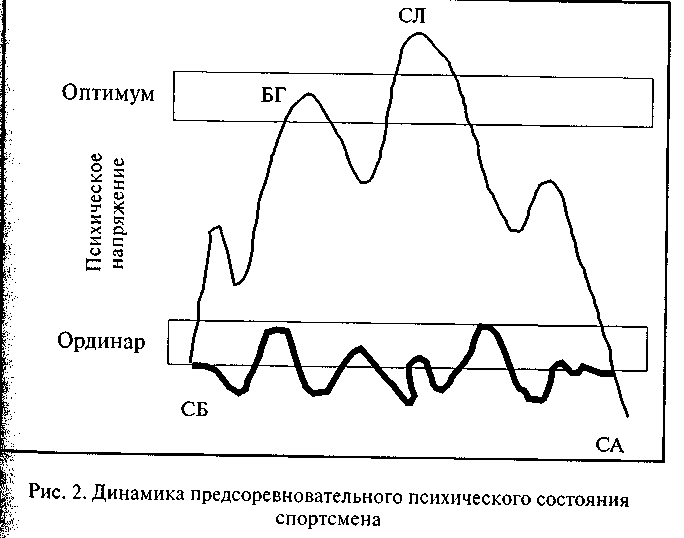 СЛ
Оптимум
БГ
Психическое
напряжение
Ординар
СБ
СА
Рис. 2. Динамика предсоревновательного психического состояния
спортсмена